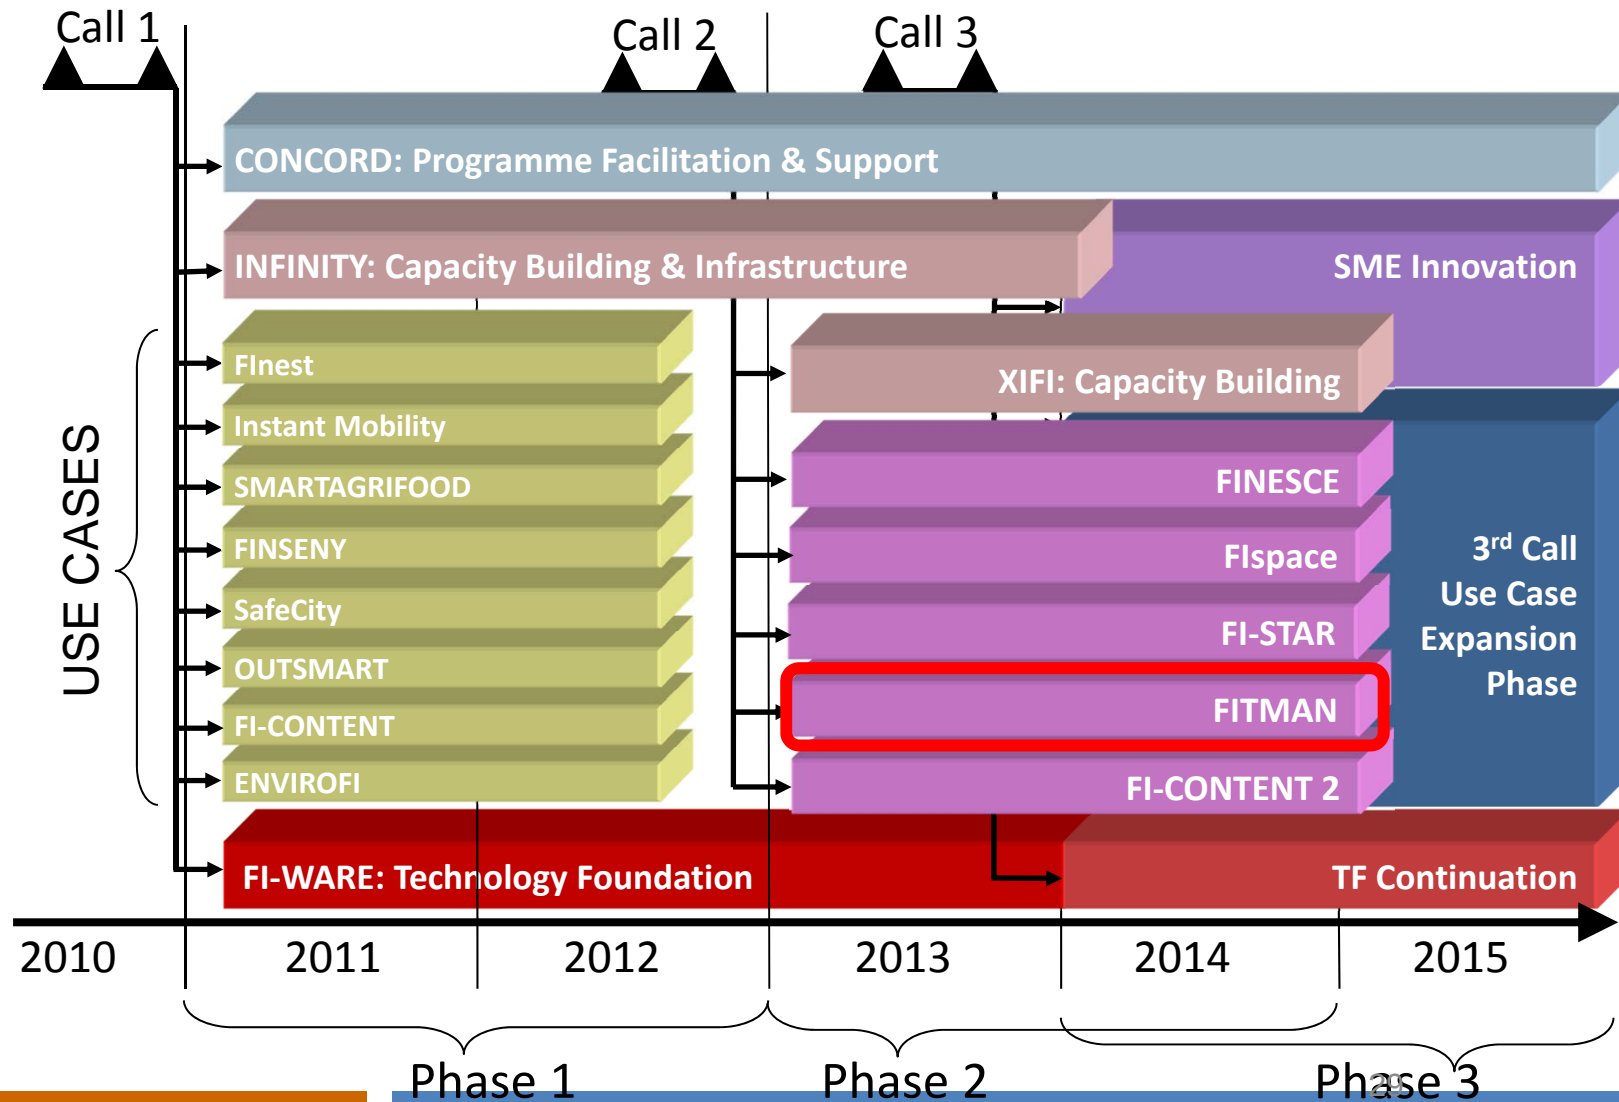 Call 1
Call 2
Call 3
CONCORD: Programme Facilitation & Support
INFINITY: Capacity Building & Infrastructure
SME Innovation
USE CASES
FInest
Instant Mobility
SMARTAGRIFOOD
FINSENY
SafeCity
OUTSMART
FI-CONTENT
ENVIROFI
XIFI: Capacity Building
FINESCE
FIspace
FI-STAR
FITMAN
FI-CONTENT 2
3rd Call
Use Case
Expansion
Phase
FI-WARE: Technology Foundation
TF Continuation
2010
2011
2012
2013
2014
2015
Phase 1
Phase 2
Phase 3
29